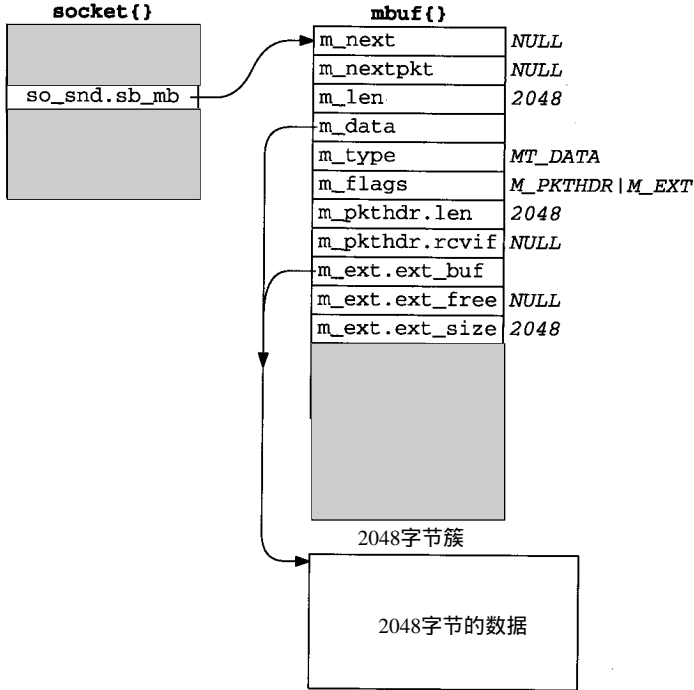 socket{} mbuf{}
m_next NULL
m_nextpkt NULL
so_snd.sb_mb m_len 2048
m_data
m_type MT_DATA
m_flags M_PKTHDR|M_EXT
m_pkthdr.len 2048
m_pkthdr.rcvif NULL
m_ext.ext_buf
m_ext.ext_free NULL
m_ext.ext_size 2048
2048字节簇
2048字节的数据